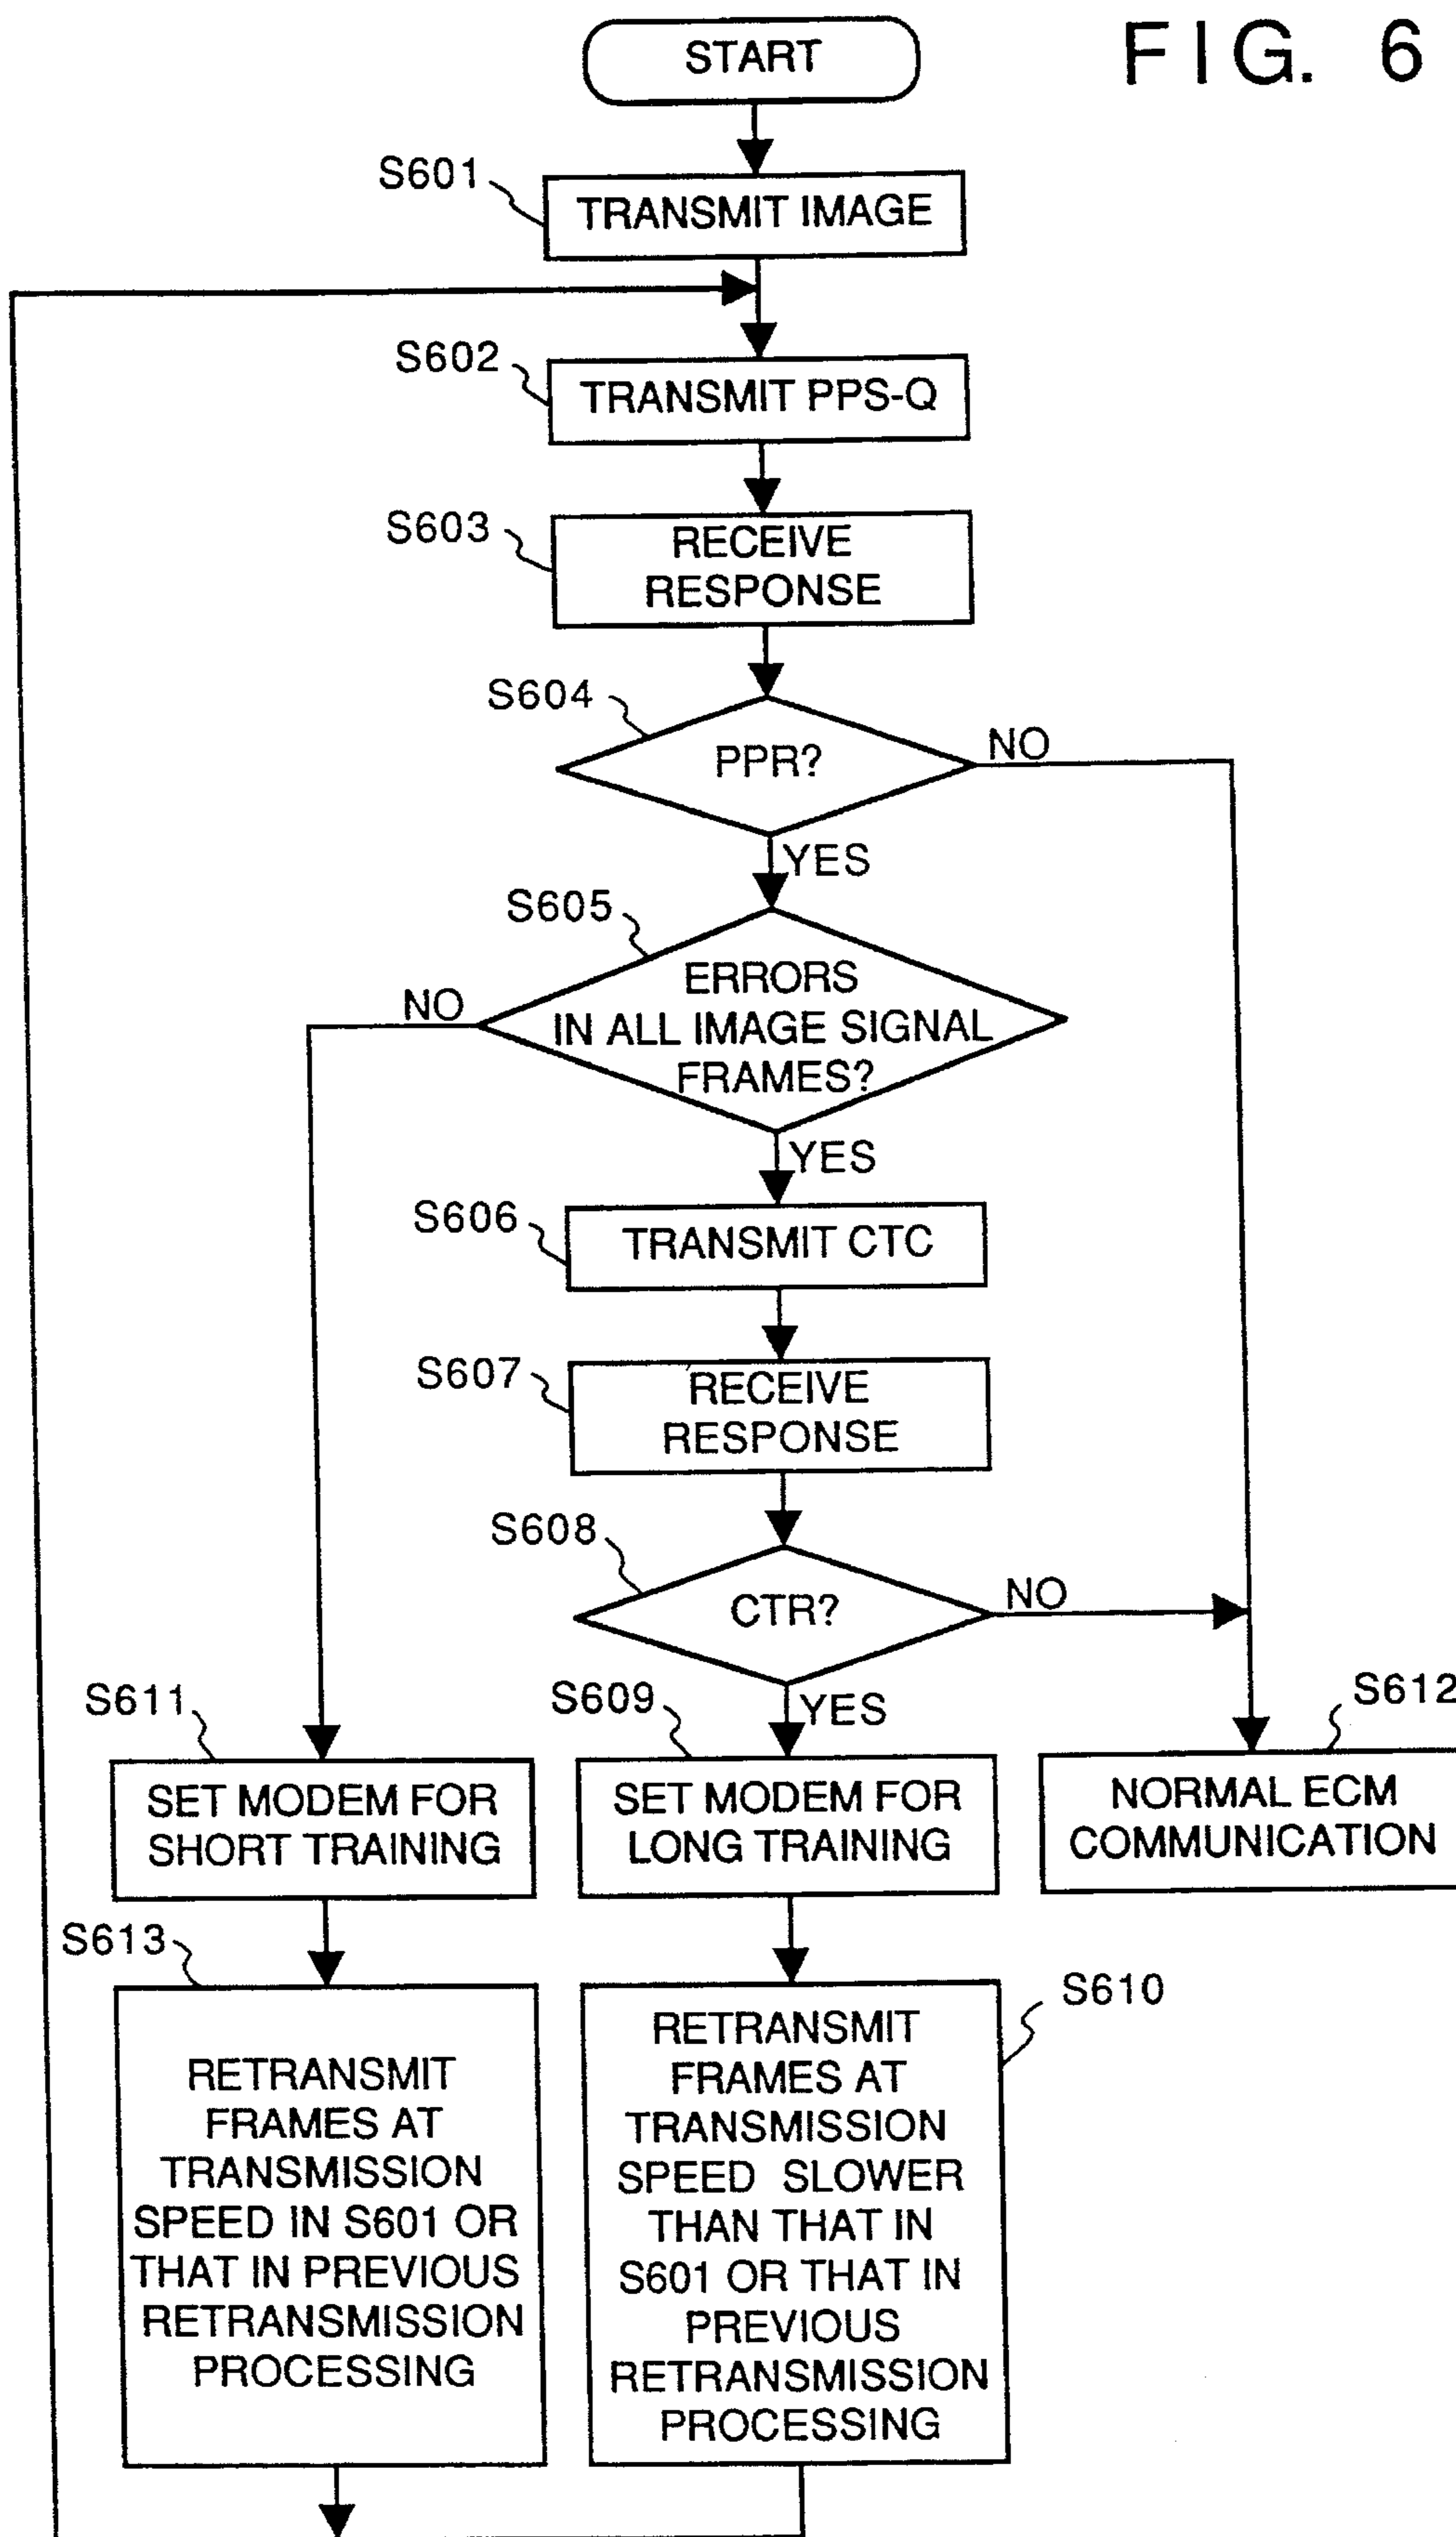 FIG. 6
START
S601
TRANSMIT IMAGE
S602
TRANSMIT PPS-Q
S603
RECEIVE
RESPONSE
S604
PPR?
NO
YES
S605
ERRORS
IN ALL IMAGE SIGNAL
FRAMES?
NO
YES
S606
TRANSMIT CTC
S607
RECEIVE
RESPONSE
S608
CTR?
NO
YES
S611
SET MODEM FOR
SHORT TRAINING
S609
SET MODEM FOR
LONG TRAINING
S612
NORMAL ECM
COMMUNICATION
S613
RETRANSMIT
FRAMES AT
TRANSMISSION
SPEED IN S601 OR
THAT IN PREVIOUS
RETRANSMISSION
PROCESSING
S610
RETRANSMIT
FRAMES AT
TRANSMISSION
SPEED SLOWER
THAN THAT IN
S601 OR THAT IN
PREVIOUS
RETRANSMISSION
PROCESSING